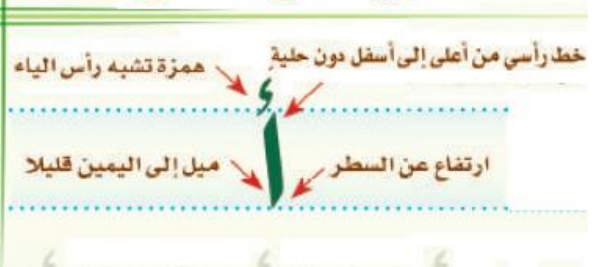 خط رأسي من أعلى إلى أسفل دون حلية
همزة تشبه رأس الياء
أ
ارتفاع عن السطر
ميل إلى اليمين قليلا
أ أ أ